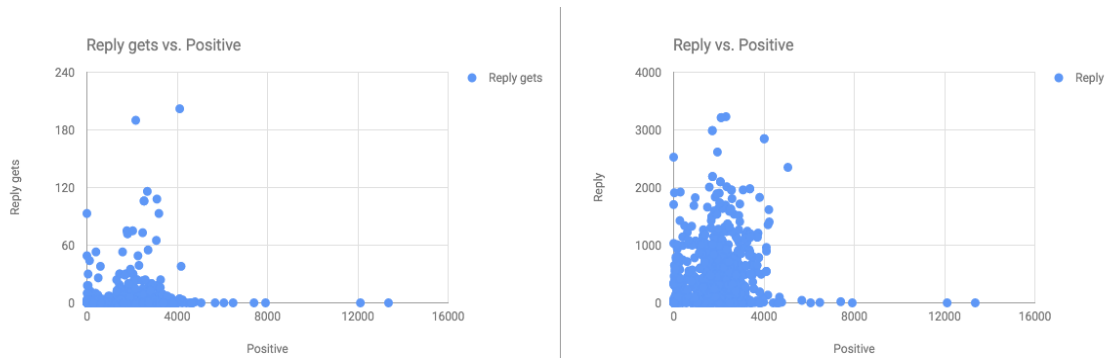 Reply gets vs. Positive
240
Reply gets
180
120
60
0
Reply gets
0
4000
8000
12000
16000
Positive
Reply vs. Positive
4000
Reply
3000
2000
1000
0
Reply
0
4000
8000
12000
16000
Positive